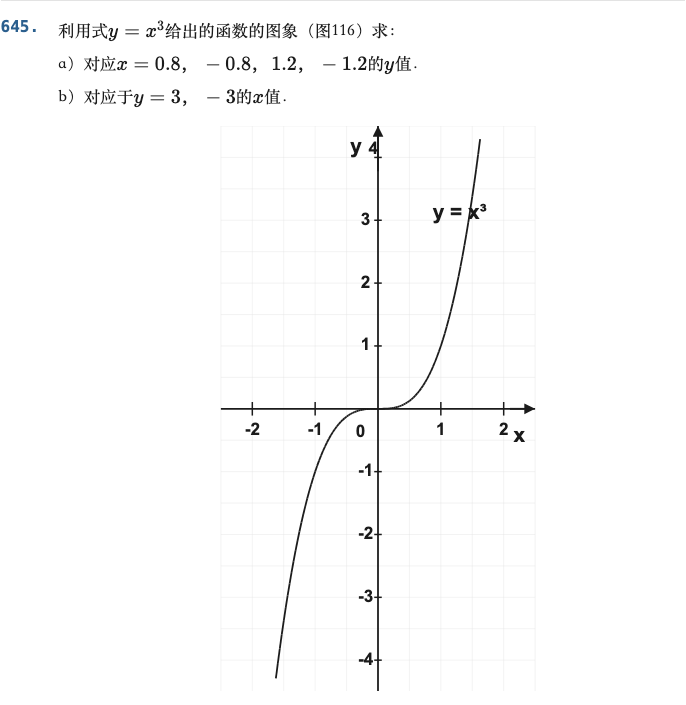 645. 利用式y = x³给出的函数的图象（图116）求：
a）对应x = 0.8， − 0.8，1.2， − 1.2的y值.
b）对应于y = 3， − 3的x值.
y 4
y = x³
3
2
1
-2 -1 0 1 2 x
-1
-2
-3
-4